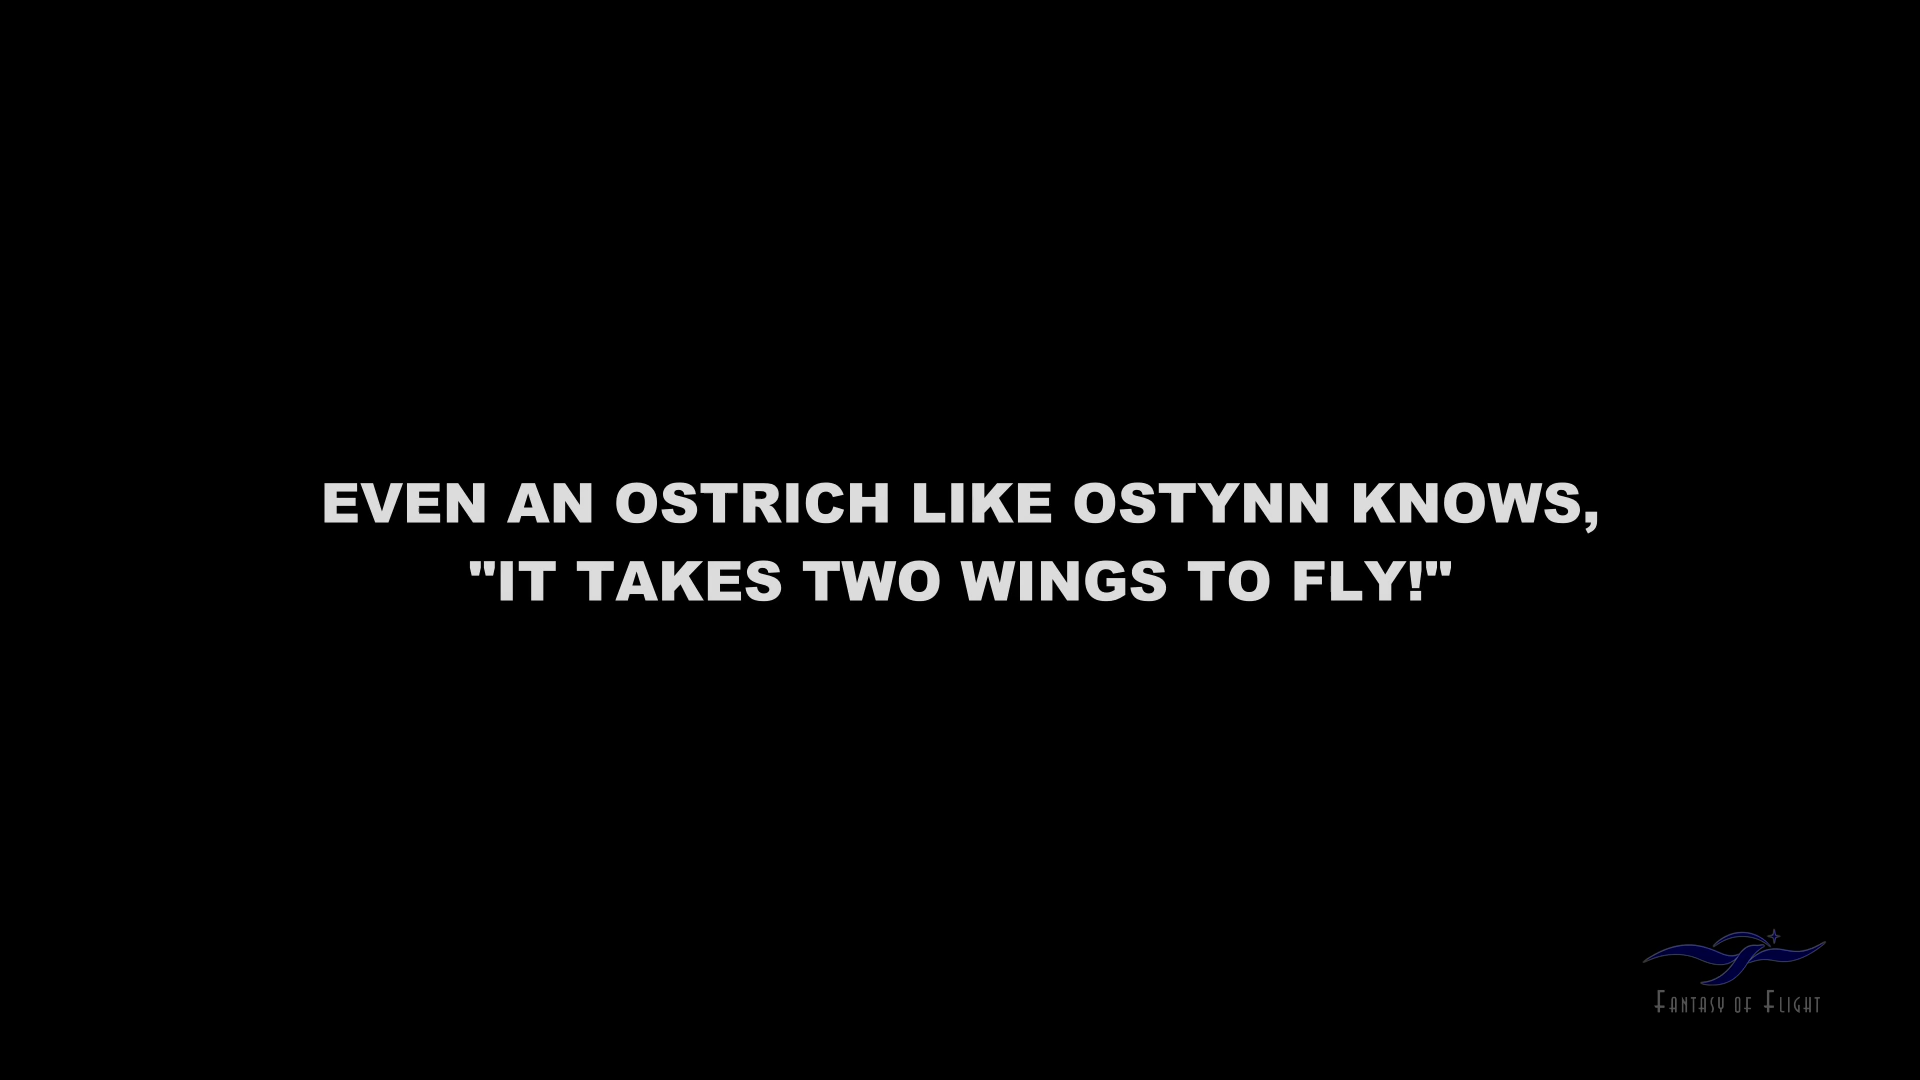 EVEN AN OSTRICH LIKE OSTYNN KNOWS,
"IT TAKES TWO WINGS TO FLY!"
FANTASY OF FLIGHT